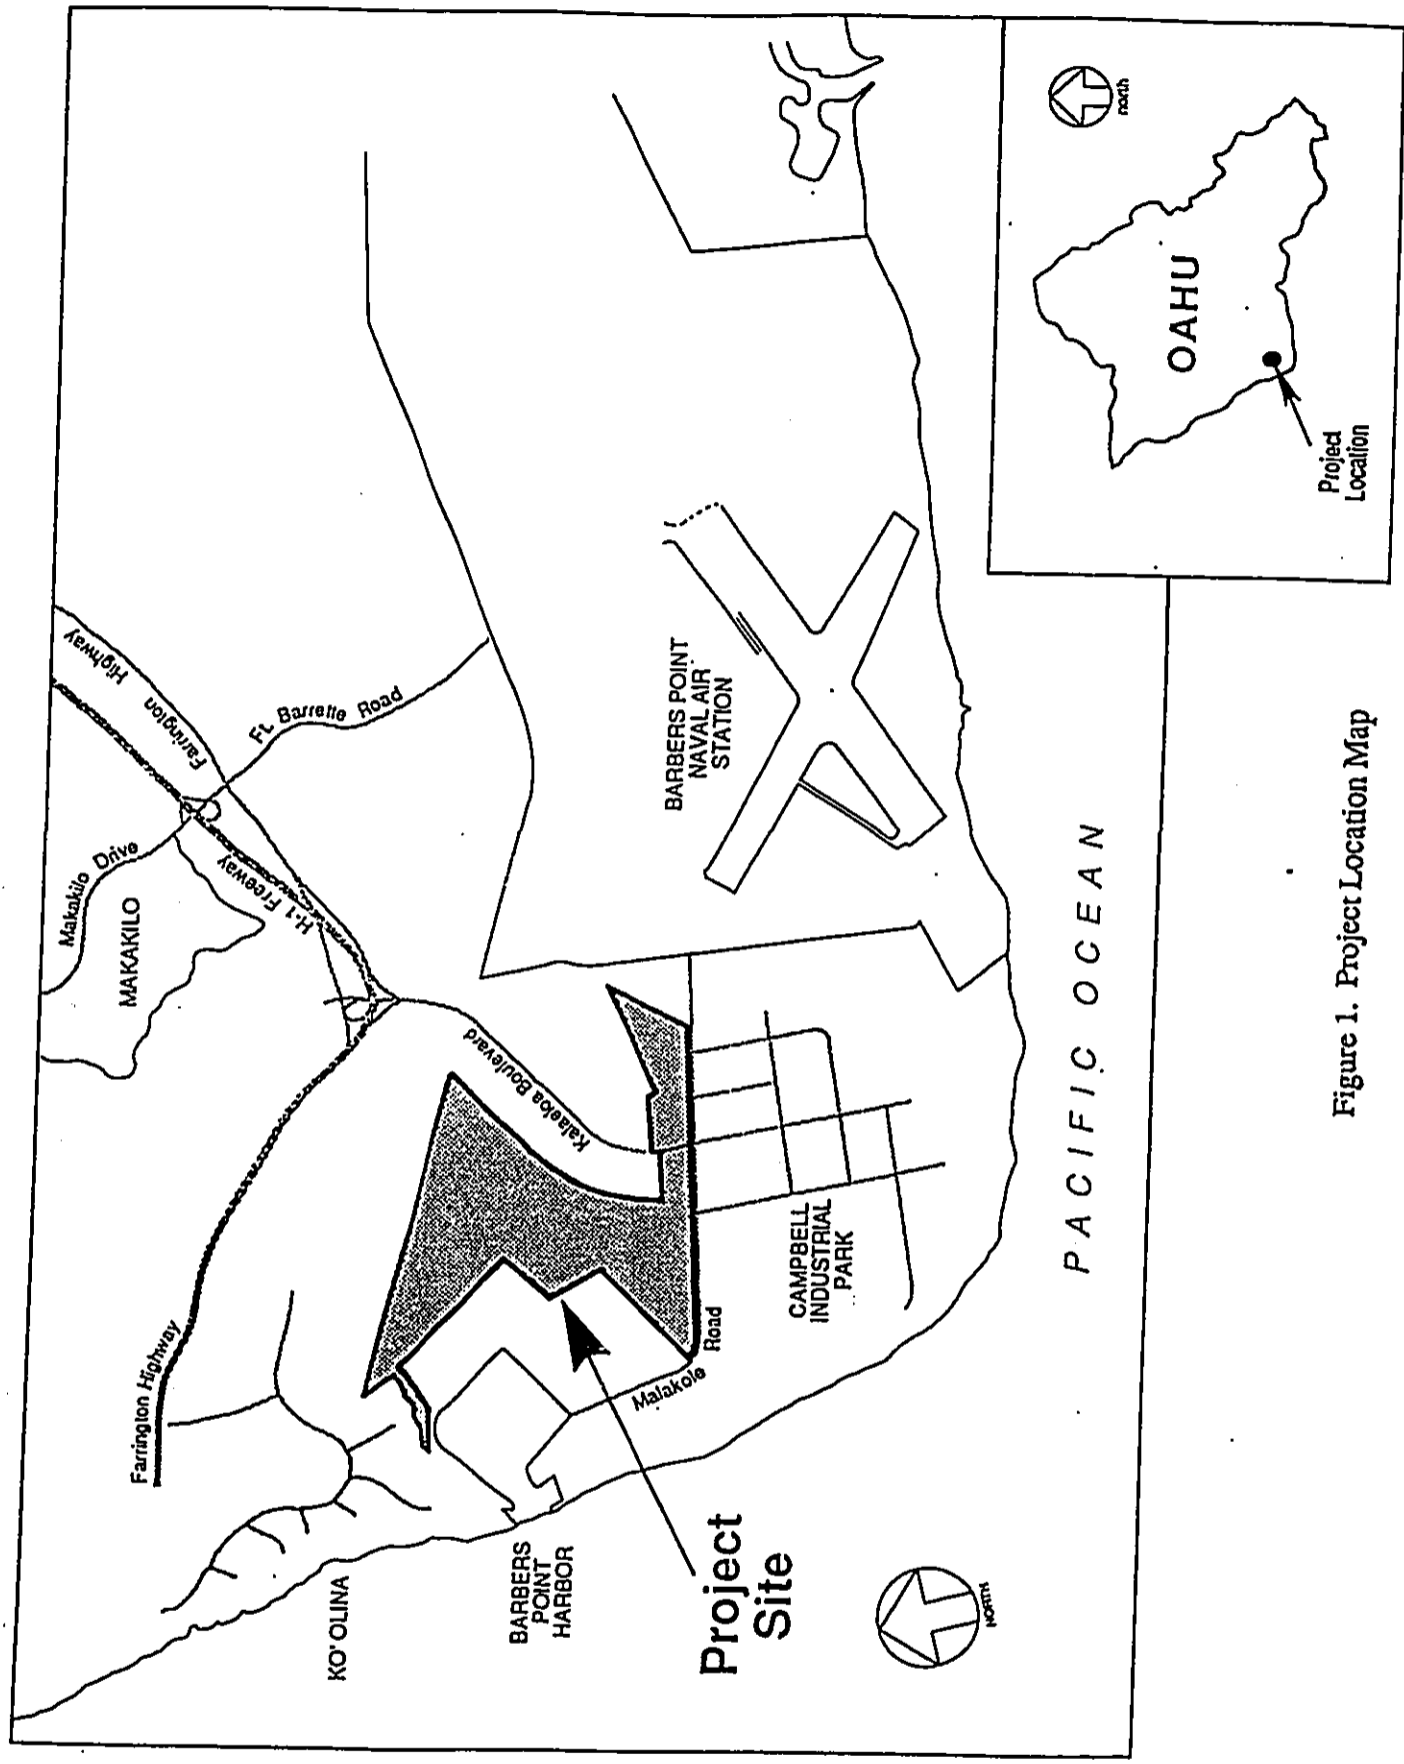 Farrington Highway
Makakilo Drive
MAKAKILO
H-1 Freeway
Farrington Highway
Ft. Barrette Road
KO' OLINA
BARBERS
POINT
HARBOR
Kalaeloa Boulevard
Malakole Road
Project
Site
CAMPBELL
INDUSTRIAL
PARK
BARBERS POINT
NAVAL AIR
STATION
PACIFIC OCEAN
NORTH
OAHU
Project
Location
north
Figure 1. Project Location Map